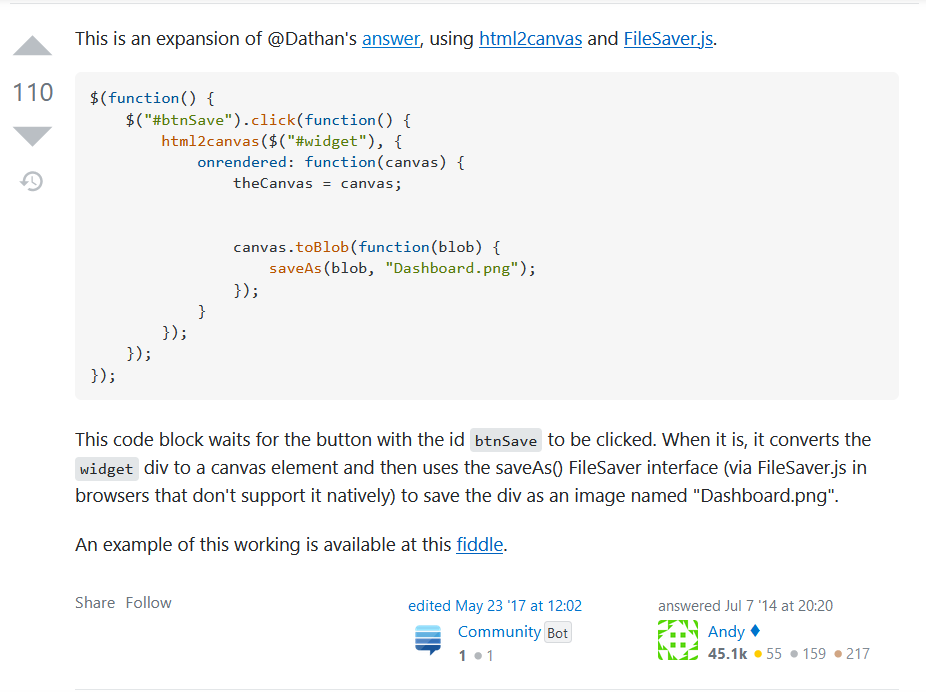 This is an expansion of @Dathan's answer, using html2canvas and FileSaver.js.
110
$(function() {
    $("#btnSave").click(function() {
        html2canvas($("#widget"), {
            onrendered: function(canvas) {
                theCanvas = canvas;
                canvas.toBlob(function(blob) {
                    saveAs(blob, "Dashboard.png");
                });
            }
        });
    });
});
This code block waits for the button with the id btnSave to be clicked. When it is, it converts the
widget div to a canvas element and then uses the saveAs() FileSaver interface (via FileSaver.js in
browsers that don't support it natively) to save the div as an image named "Dashboard.png".
An example of this working is available at this fiddle.
Share Follow
edited May 23 '17 at 12:02
Community Bot
1 ● 1
answered Jul 7 '14 at 20:20
Andy ♦
45.1k ● 55 ● 159 ● 217